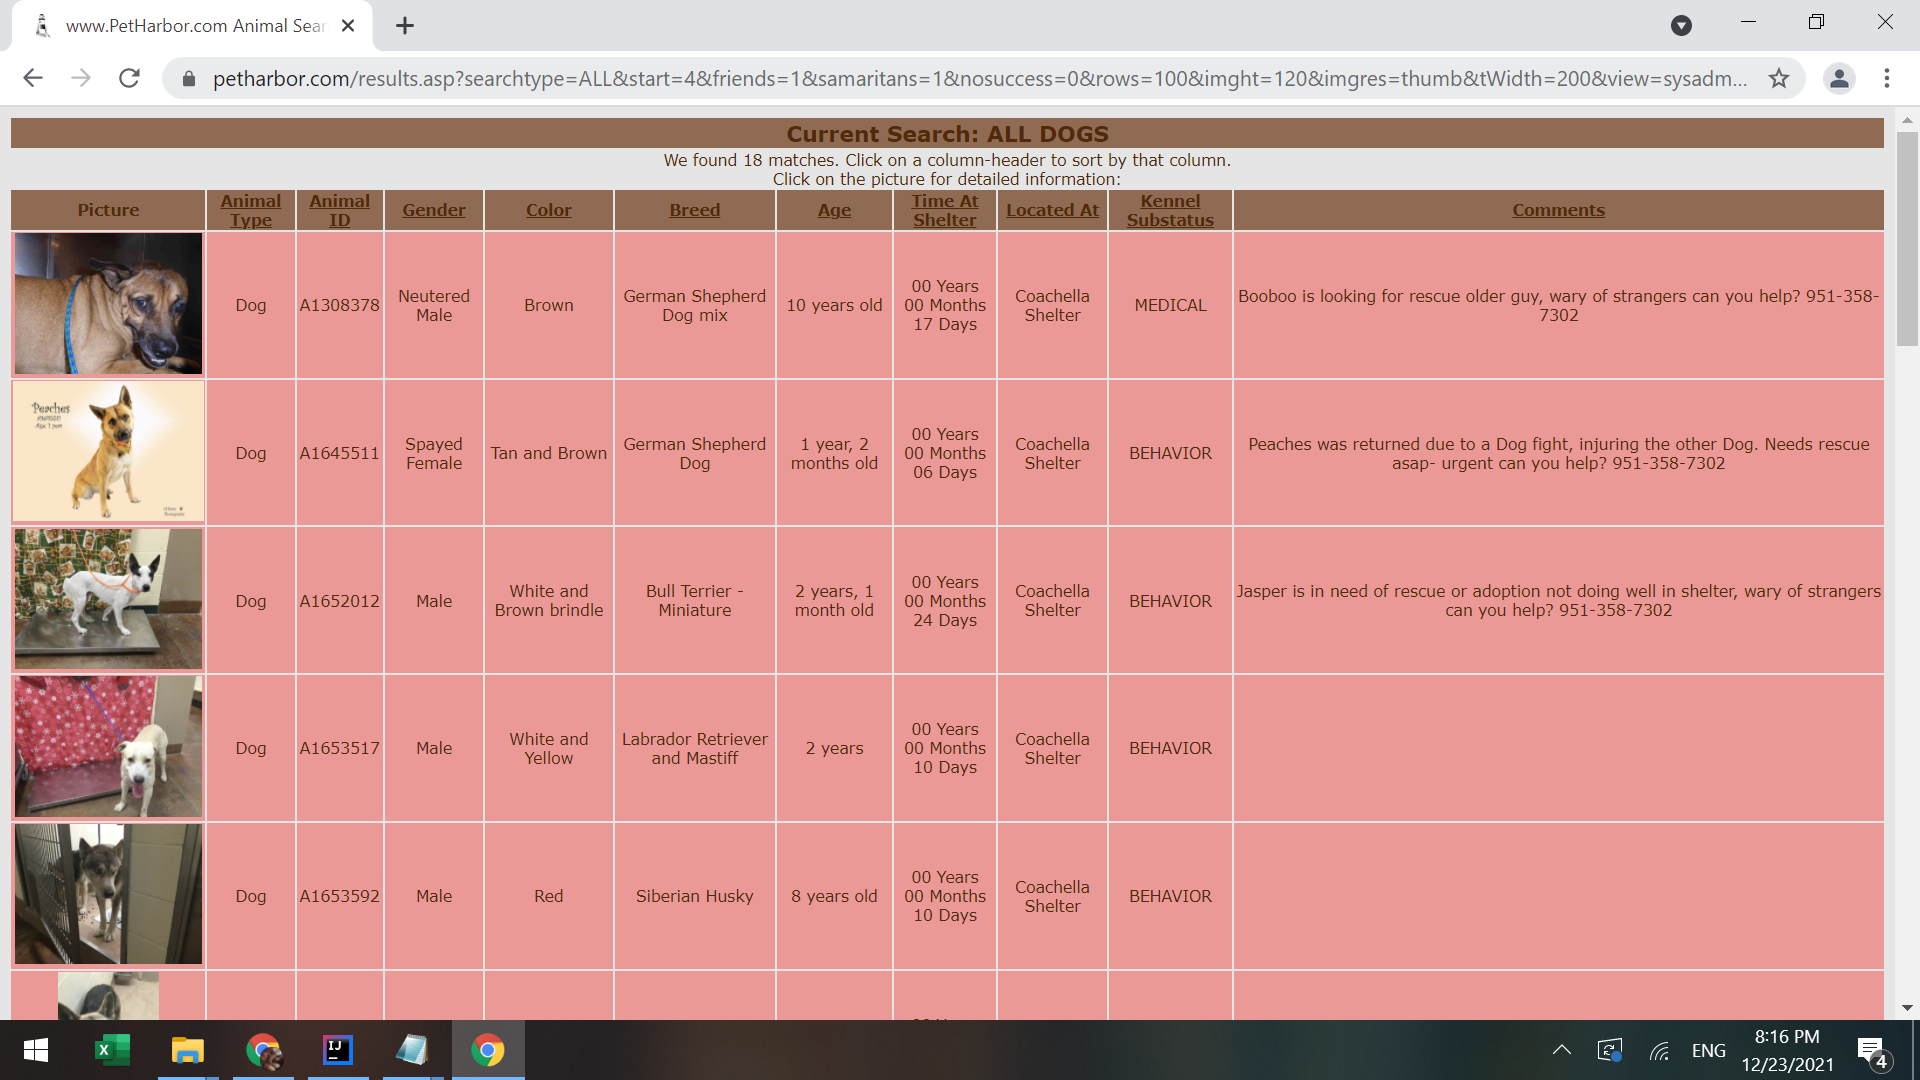 www.PetHarbor.com Animal Sear
petharbor.com/results.asp?searchtype=ALL&start=4&friends=1&samaritans=1&nosuccess=0&rows=100&imght=120&imgres=thumb&tWidth=200&view=sysadm...
Current Search: ALL DOGS
We found 18 matches. Click on a column-header to sort by that column.
Click on the picture for detailed information:
Picture
Animal
Type
Animal
ID
Gender
Color
Breed
Age
Time At
Shelter
Located At
Kennel
Substatus
Comments
Dog
A1308378
Neutered
Male
Brown
German Shepherd
Dog mix
10 years old
00 Years
00 Months
17 Days
Coachella
Shelter
MEDICAL
Booboo is looking for rescue older guy, wary of strangers can you help? 951-358-
7302
Peaches
Dog
A1645511
Spayed
Female
Tan and Brown
German Shepherd
Dog
1 year, 2
months old
00 Years
00 Months
06 Days
Coachella
Shelter
BEHAVIOR
Peaches was returned due to a Dog fight, injuring the other Dog. Needs rescue
asap- urgent can you help? 951-358-7302
Dog
A1652012
Male
White and
Brown brindle
Bull Terrier -
Miniature
2 years, 1
month old
00 Years
00 Months
24 Days
Coachella
Shelter
BEHAVIOR
Jasper is in need of rescue or adoption not doing well in shelter, wary of strangers
can you help? 951-358-7302
Dog
A1653517
Male
White and
Yellow
Labrador Retriever
and Mastiff
2 years
00 Years
00 Months
10 Days
Coachella
Shelter
BEHAVIOR
Dog
A1653592
Male
Red
Siberian Husky
8 years old
00 Years
00 Months
10 Days
Coachella
Shelter
BEHAVIOR
IJ
ENG
8:16 PM
12/23/2021
4